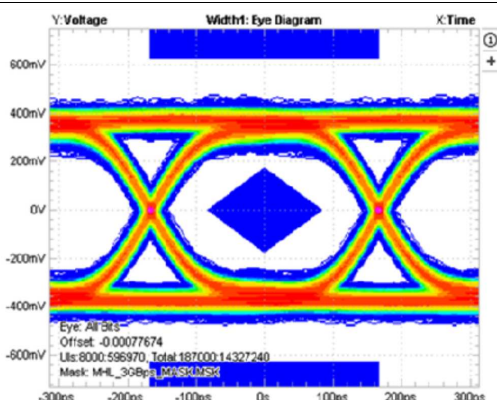 Y:Voltage Width1: Eye Diagram X:Time
1
+
600mV
400mV
200mV
0V
-200mV
-400mV
-600mV
Eye: All Bits
Offset: -0.00077674
UIs:8000:596970, Total:187000:14327240
Mask: MHL_3GBps_MASK.MSK
-300ps -200ps -100ps 0s 100ps 200ps 300ps